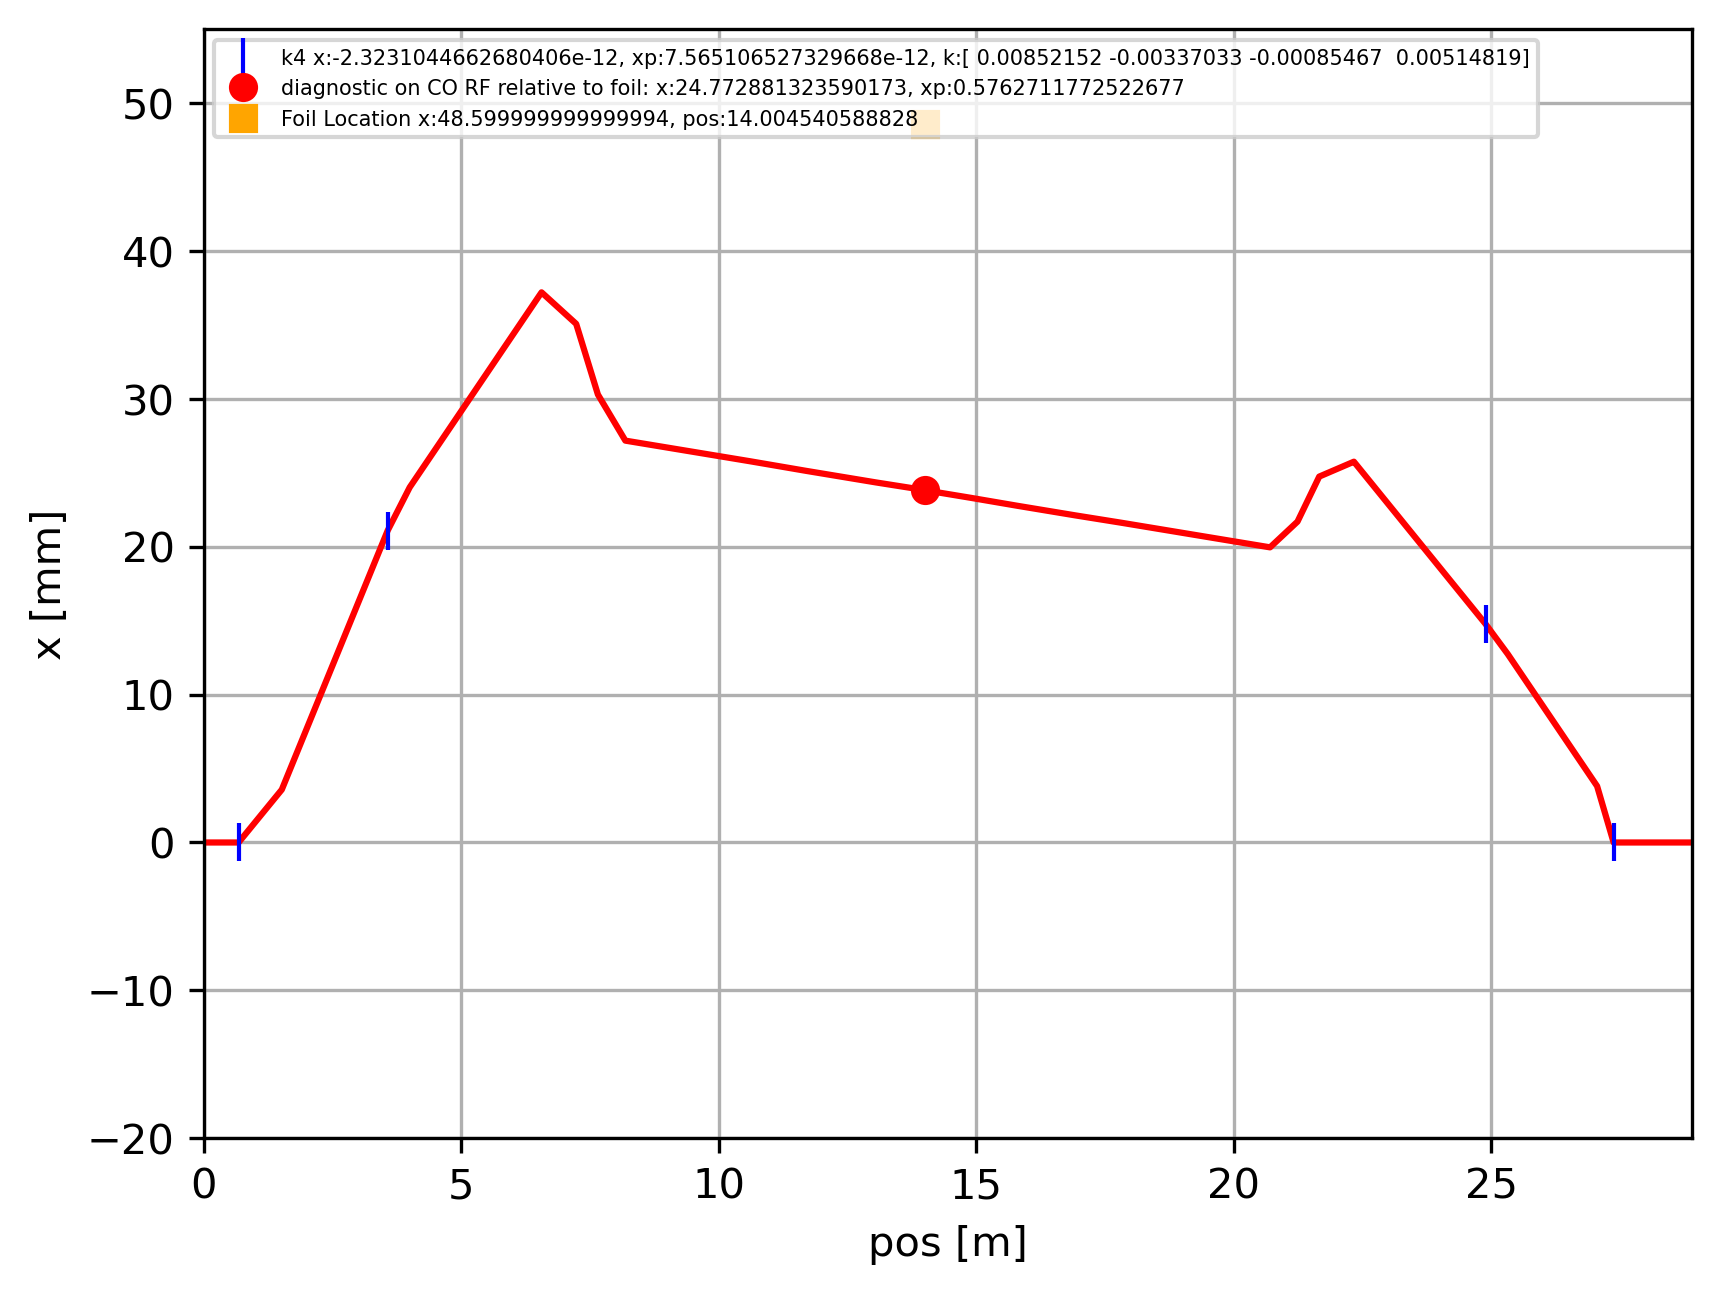 k4 x:-2.3231044662680406e-12, xp:7.565106527329668e-12, k:[ 0.00852152 -0.00337033 -0.00085467  0.00514819]
diagnostic on CO RF relative to foil: x:24.772881323590173, xp:0.5762711772522677
Foil Location x:48.599999999999994, pos:14.004540588828
50
40
30
20
10
0
−10
−20
x [mm]
0 5 10 15 20 25
pos [m]